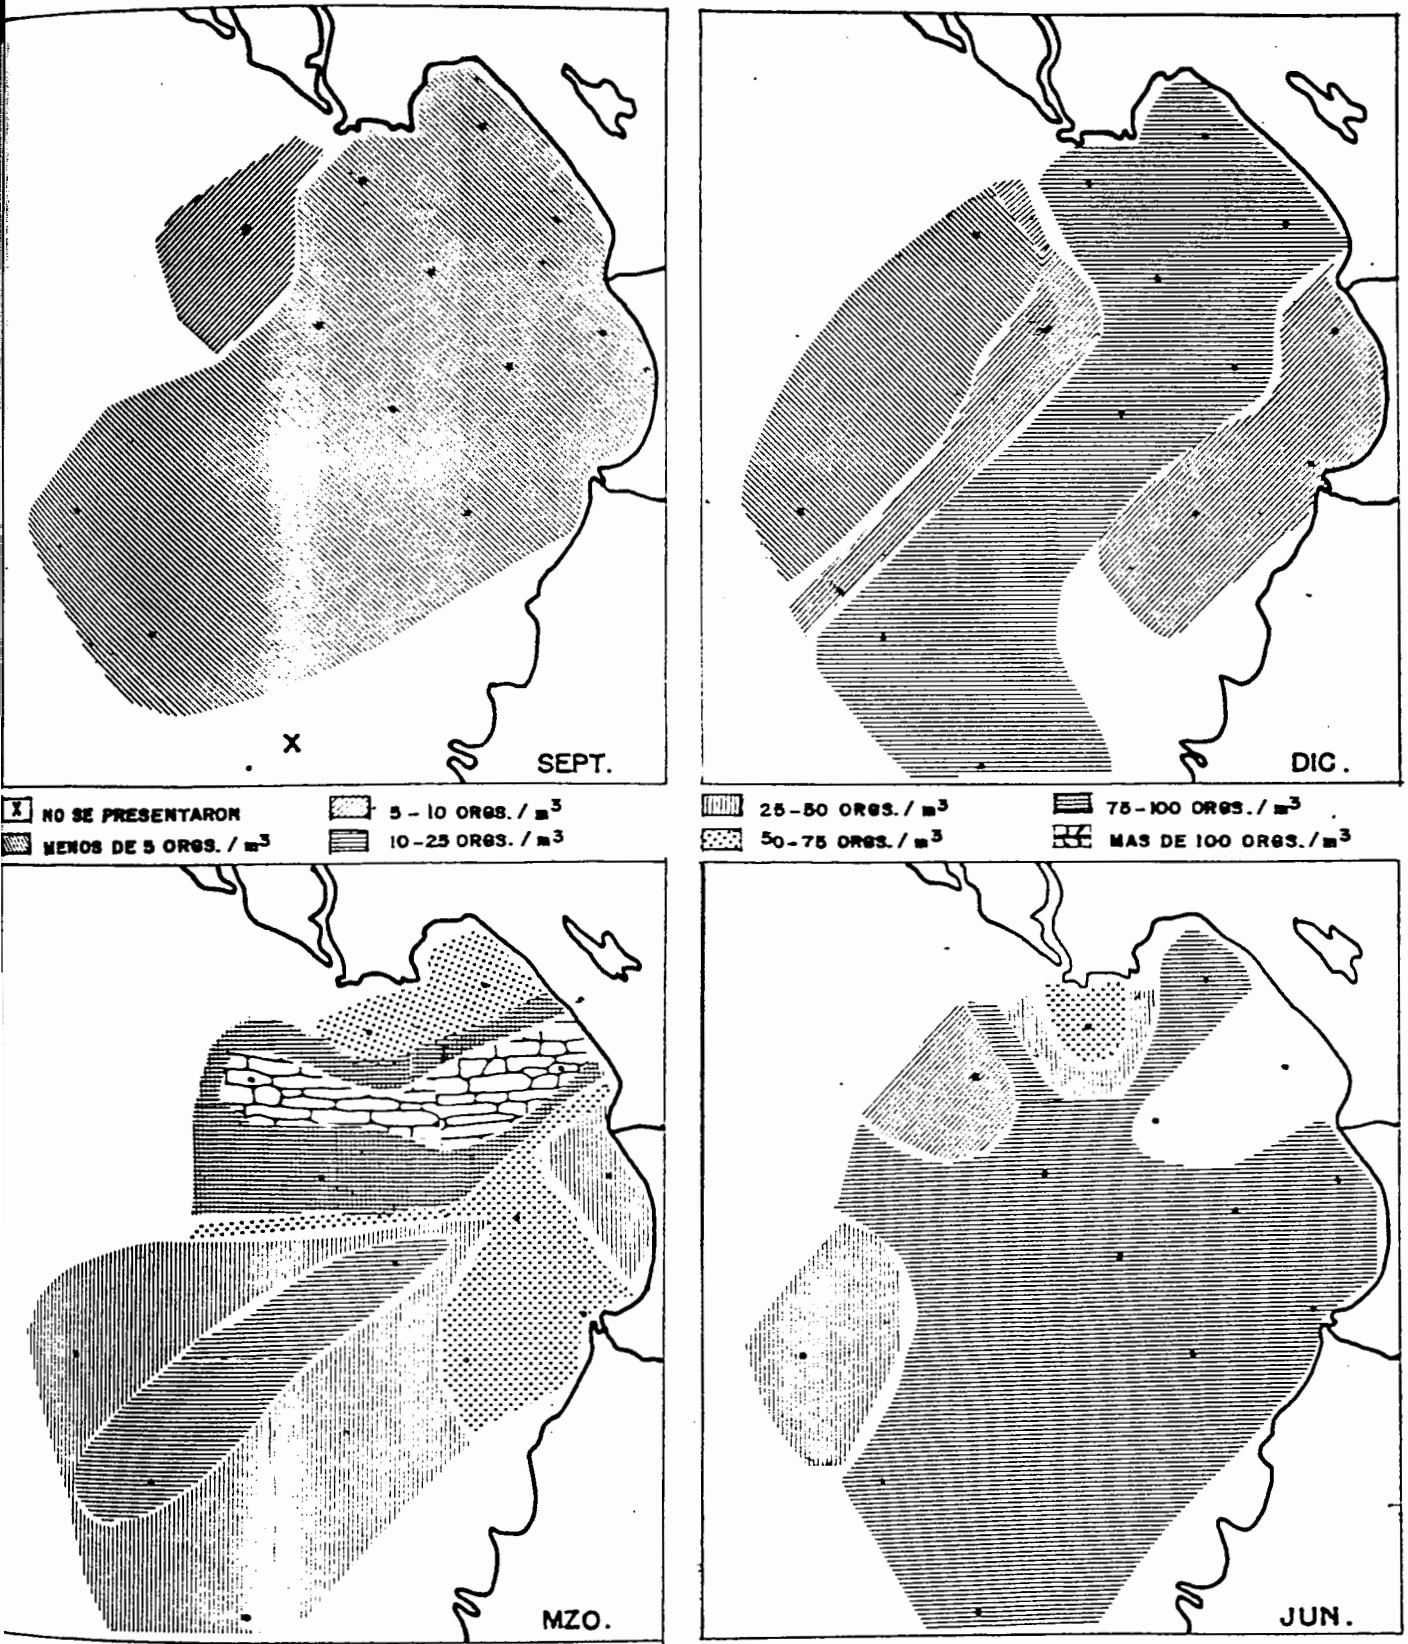 X
SEPT.
DIC.
X NO SE PRESENTARON
5-10 ORGS./m³
25-50 ORGS./m³
75-100 ORGS./m³
MENOS DE 5 ORGS./m³
10-25 ORGS./m³
50-75 ORGS./m³
MAS DE 100 ORGS./m³
MZO.
JUN.